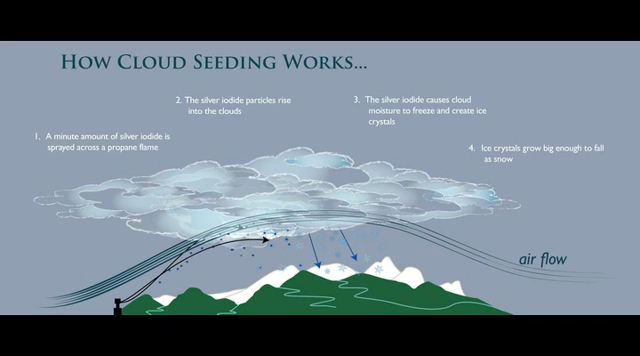 How Cloud Seeding Works...
2. The silver iodide particles rise
into the clouds
3. The silver iodide causes cloud
moisture to freeze and create ice
crystals
1. A minute amount of silver iodide is
sprayed across a propane flame
4. Ice crystals grow big enough to fall
as snow
air flow